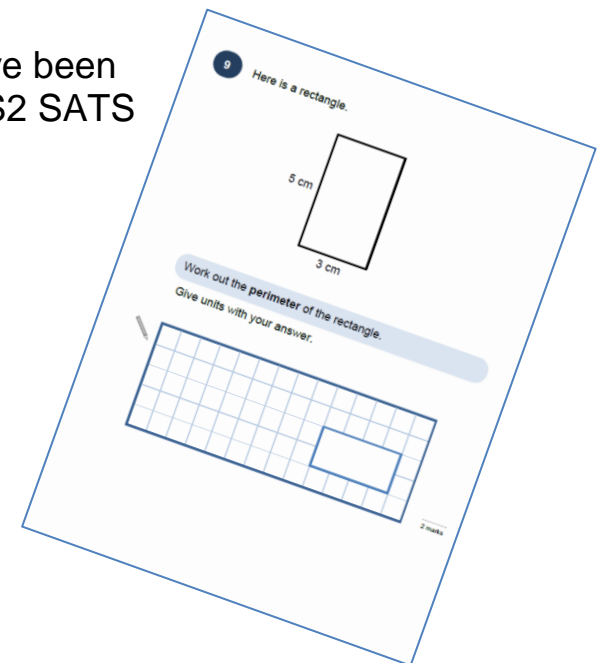 ve been
S2 SATS
9
Here is a rectangle.
5 cm
3 cm
Work out the perimeter of the rectangle.
Give units with your answer.
2 marks